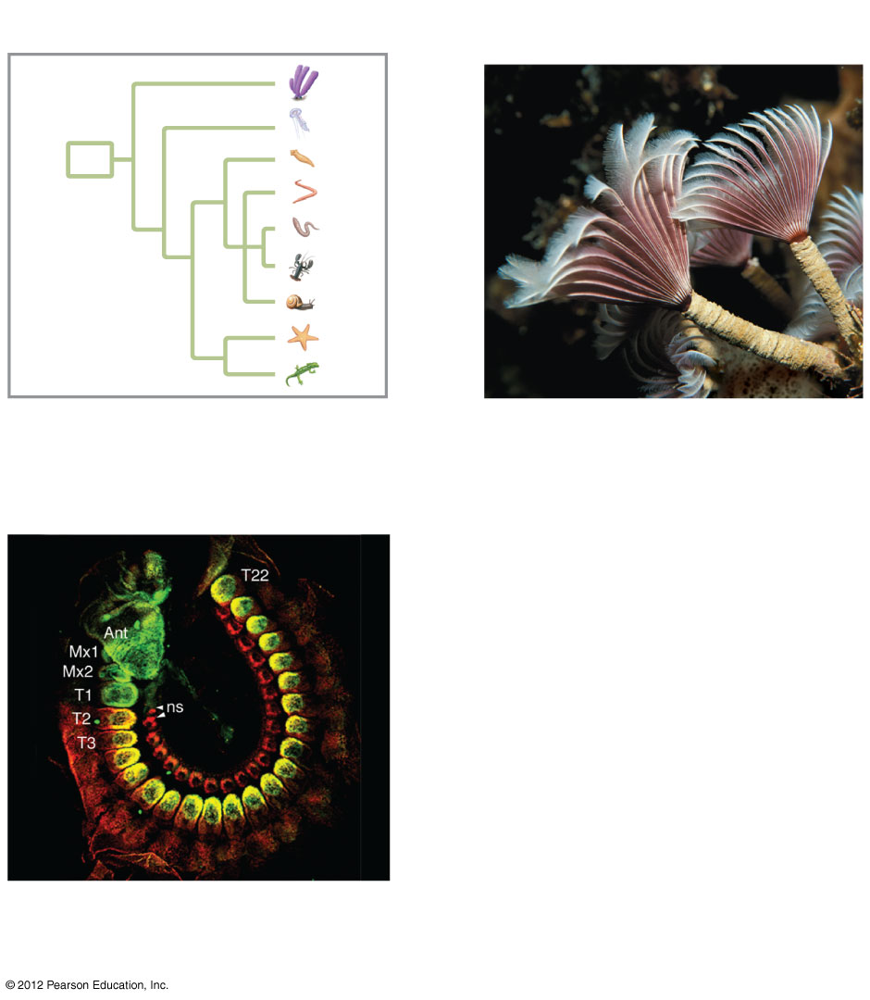 T22
Ant
Mx1
Mx2
T1
ns
T2
T3
© 2012 Pearson Education, Inc.